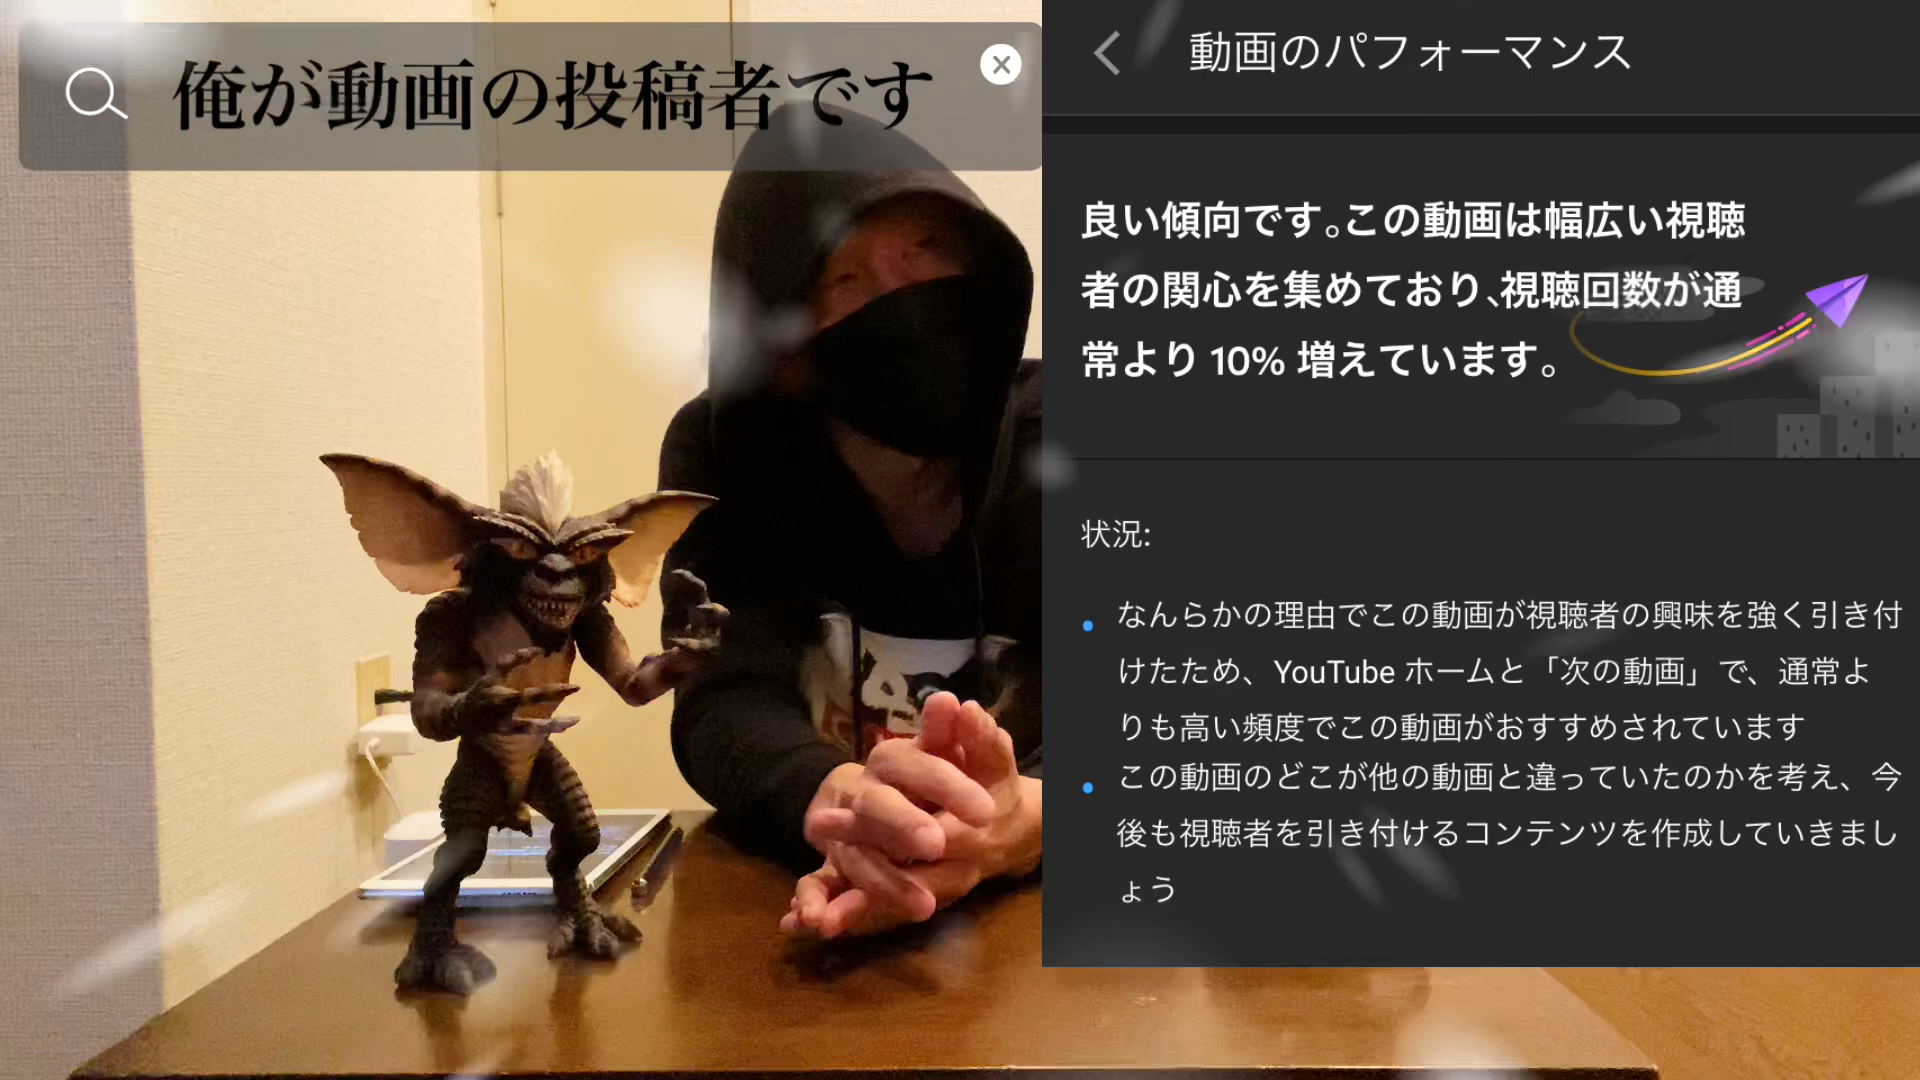 俺が動画の投稿者です
動画のパフォーマンス
良い傾向です。この動画は幅広い視聴
者の関心を集めており、視聴回数が通
常より 10% 増えています。
状況:
なんらかの理由でこの動画が視聴者の興味を強く引き付
けたため、YouTube ホームと「次の動画」で、通常よ
りも高い頻度でこの動画がおすすめされています
この動画のどこが他の動画と違っていたのかを考え、今
後も視聴者を引き付けるコンテンツを作成していきまし
ょう